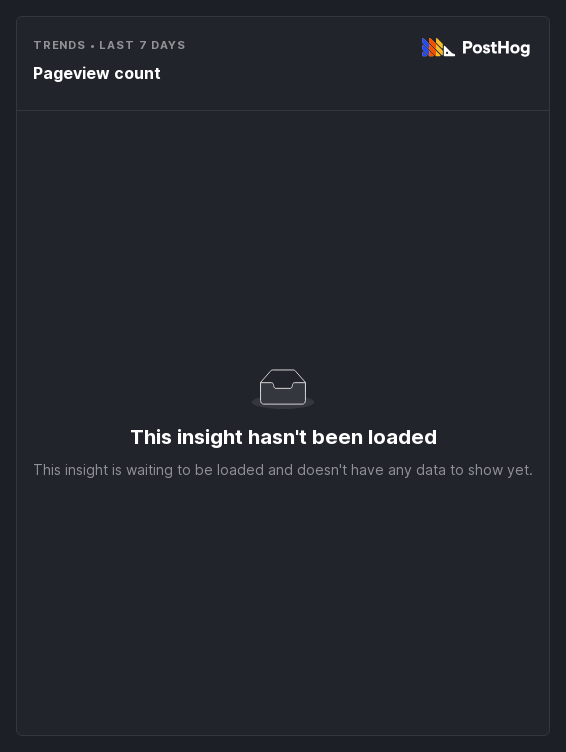 TRENDS • LAST 7 DAYS
PostHog
Pageview count
This insight hasn't been loaded
This insight is waiting to be loaded and doesn't have any data to show yet.